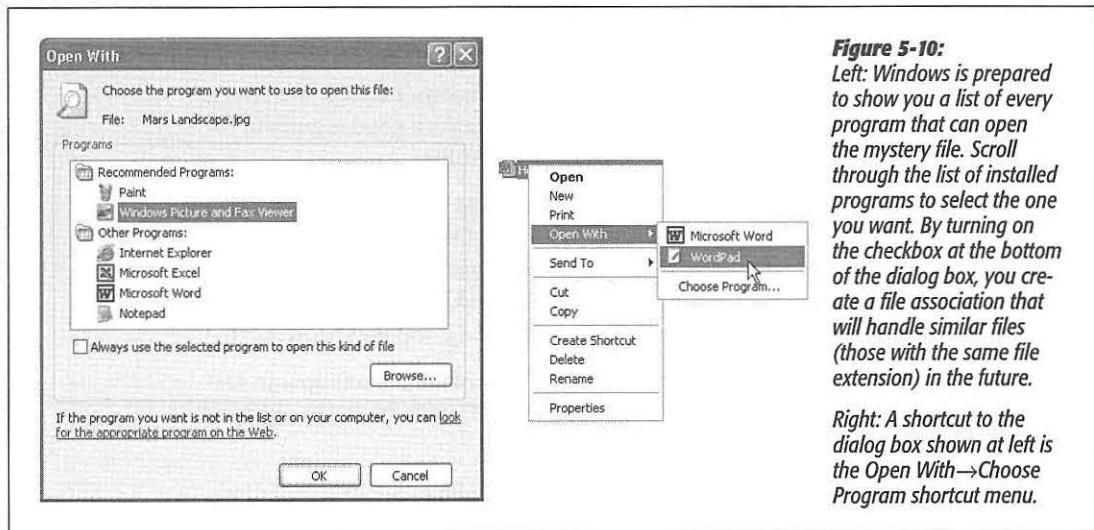 Open With
Choose the program you want to use to open this file:
File: Mars Landscape.jpg
Programs
Recommended Programs:
Paint
Windows Picture and Fax Viewer
Other Programs:
Internet Explorer
Microsoft Excel
Microsoft Word
Notepad
Always use the selected program to open this kind of file
Browse...
If the program you want is not in the list or on your computer, you can look
for the appropriate program on the Web.
OK
Cancel
Open
New
Print
Open With
Send To
Cut
Copy
Create Shortcut
Delete
Rename
Properties
Microsoft Word
WordPad
Choose Program...
Figure 5-10:
Left: Windows is prepared
to show you a list of every
program that can open
the mystery file. Scroll
through the list of installed
programs to select the one
you want. By turning on
the checkbox at the bottom
of the dialog box, you cre-
ate a file association that
will handle similar files
(those with the same file
extension) in the future.
Right: A shortcut to the
dialog box shown at left is
the Open With→Choose
Program shortcut menu.